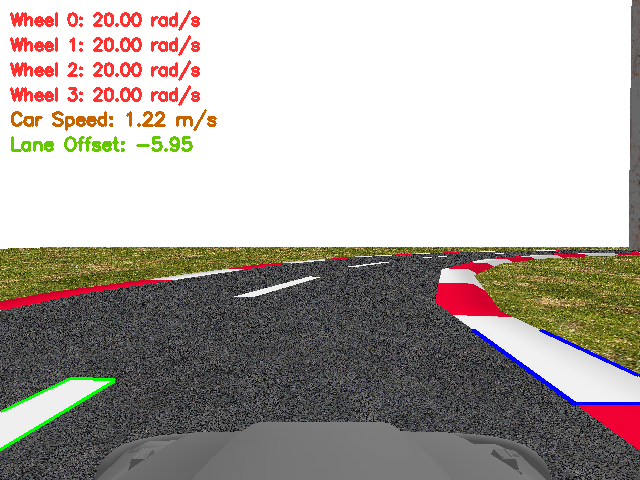 Wheel 0: 20.00 rad/s
Wheel 1: 20.00 rad/s
Wheel 2: 20.00 rad/s
Wheel 3: 20.00 rad/s
Car Speed: 1.22 m/s
Lane Offset: -5.95